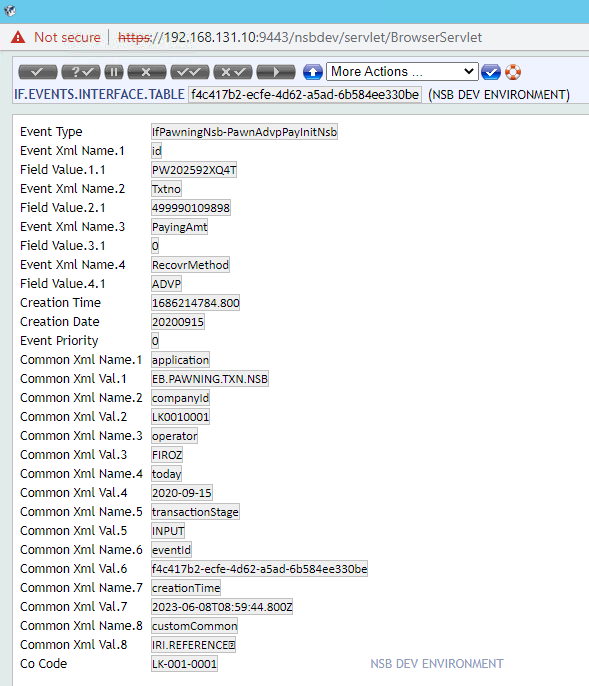 Not secure | https://192.168.131.10:9443/nsbdev/servlet/BrowserServlet
More Actions ...
IF.EVENTS.INTERFACE.TABLE f4c417b2-ecfe-4d62-a5ad-6b584ee330be (NSB DEV ENVIRONMENT)
Event Type IfPawningNsb-PawnAdvpPayInitNsb
Event Xml Name.1 id
Field Value.1.1 PW202592XQ4T
Event Xml Name.2 Txtno
Field Value.2.1 499990109898
Event Xml Name.3 PayingAmt
Field Value.3.1 0
Event Xml Name.4 RecovrMethod
Field Value.4.1 ADVP
Creation Time 1686214784.800
Creation Date 20200915
Event Priority 0
Common Xml Name.1 application
Common Xml Val.1 EB.PAWNING.TXN.NSB
Common Xml Name.2 companyId
Common Xml Val.2 LK0010001
Common Xml Name.3 operator
Common Xml Val.3 FIROZ
Common Xml Name.4 today
Common Xml Val.4 2020-09-15
Common Xml Name.5 transactionStage
Common Xml Val.5 INPUT
Common Xml Name.6 eventId
Common Xml Val.6 f4c417b2-ecfe-4d62-a5ad-6b584ee330be
Common Xml Name.7 creationTime
Common Xml Val.7 2023-06-08T08:59:44.800Z
Common Xml Name.8 customCommon
Common Xml Val.8 IRI.REFERENCE
Co Code LK-001-0001 NSB DEV ENVIRONMENT